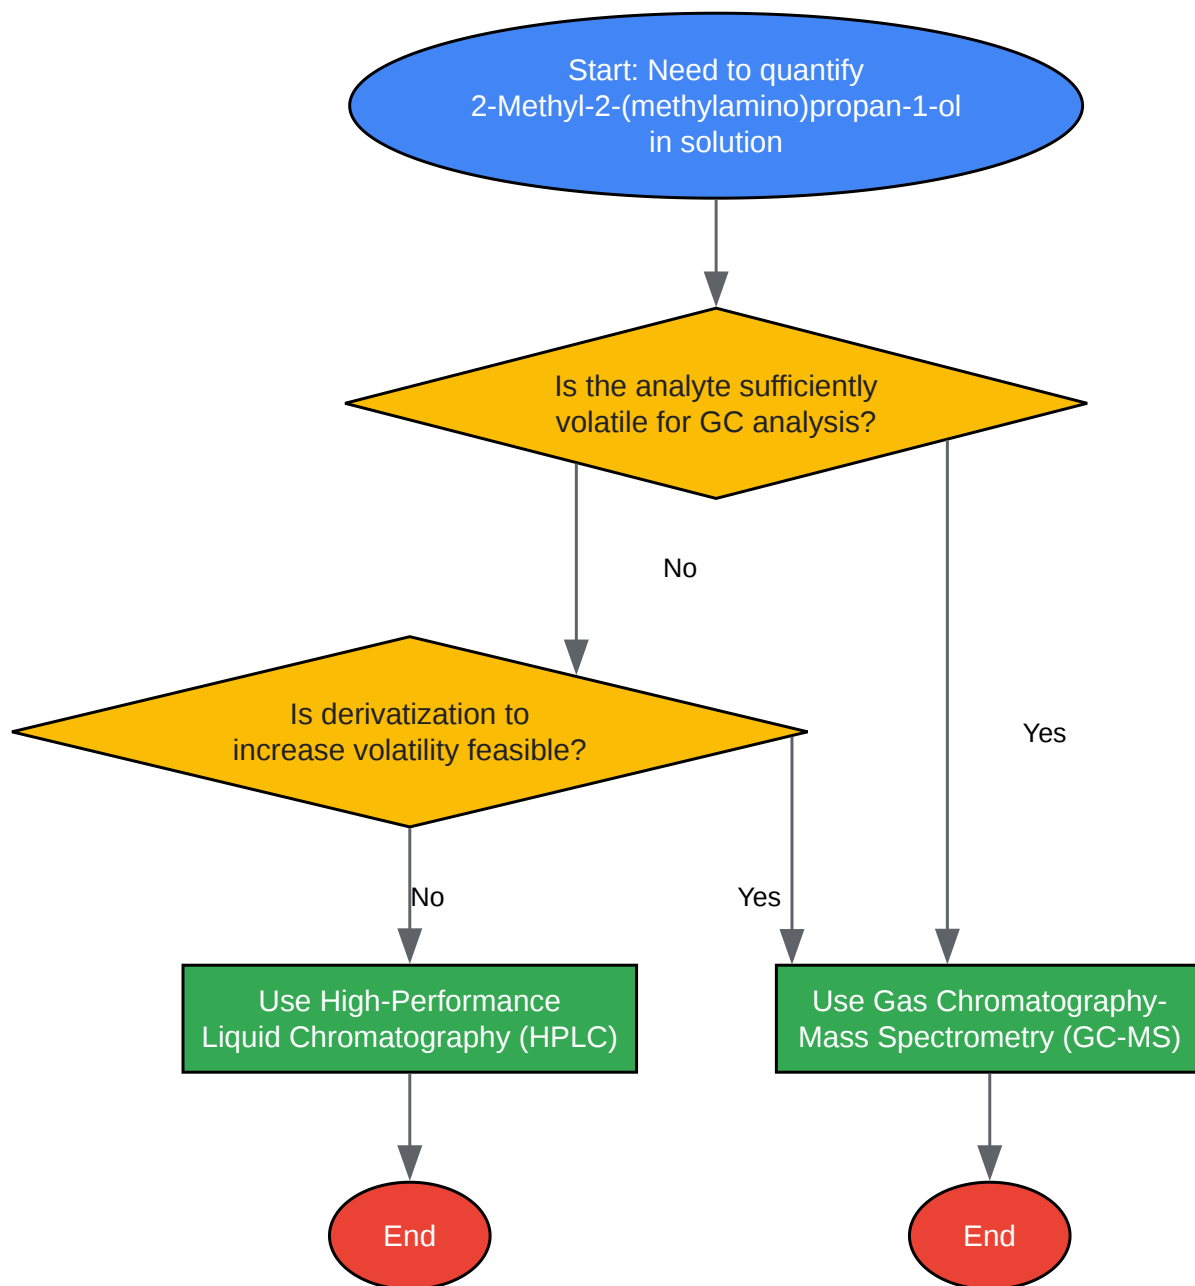 Start: Need to quantify
2-Methyl-2-(methylamino)propan-1-ol
in solution
Is the analyte sufficiently
volatile for GC analysis?
No
Yes
Is derivatization to
increase volatility feasible?
No
Yes
Use High-Performance
Liquid Chromatography (HPLC)
Use Gas Chromatography-
Mass Spectrometry (GC-MS)
End
End